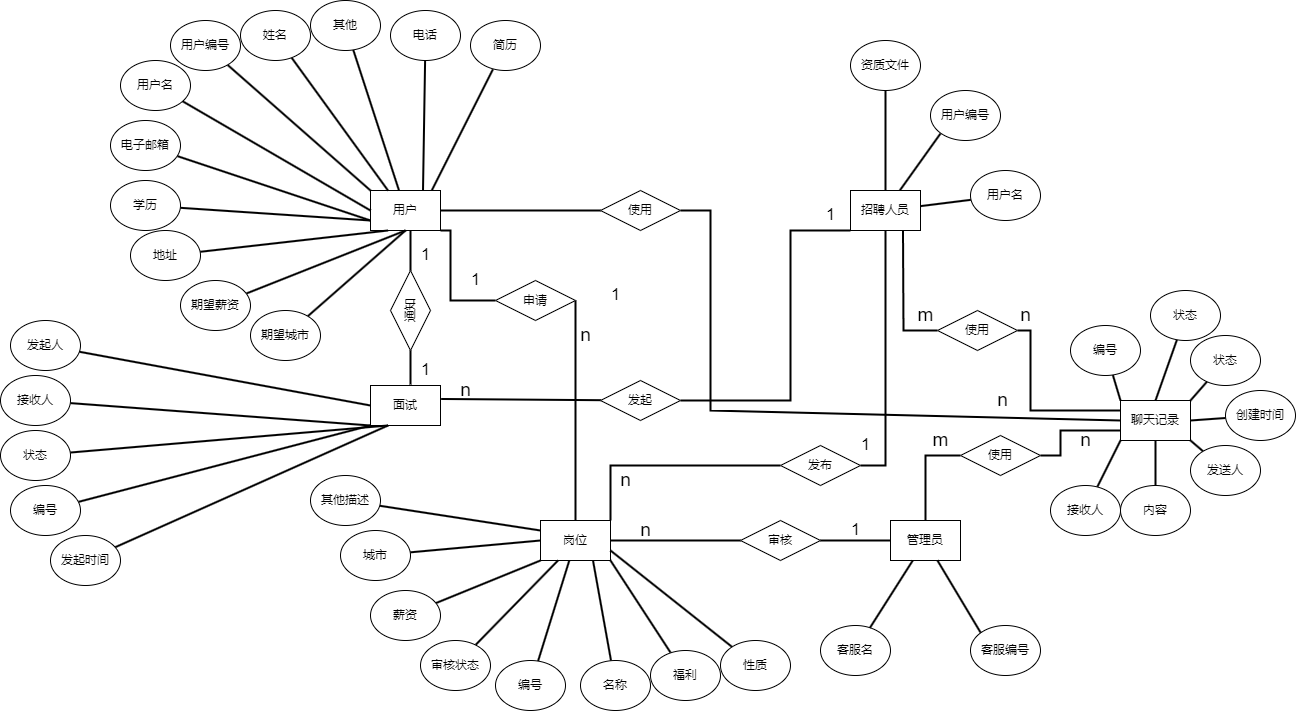 其他
姓名
电话
用户编号
简历
资质文件
用户名
用户编号
电子邮箱
用户名
学历
用户
使用
招聘人员
1
地址
1
1
期望薪资
申请
1
m
n
状态
期望城市
n
使用
发起人
编号
状态
1
接收人
n
发起
n
面试
创建时间
聊天记录
状态
1
m
n
发布
使用
发送人
n
其他描述
编号
接收人
内容
n
1
岗位
审核
管理员
城市
发起时间
薪资
客服名
客服编号
审核状态
性质
福利
编号
名称